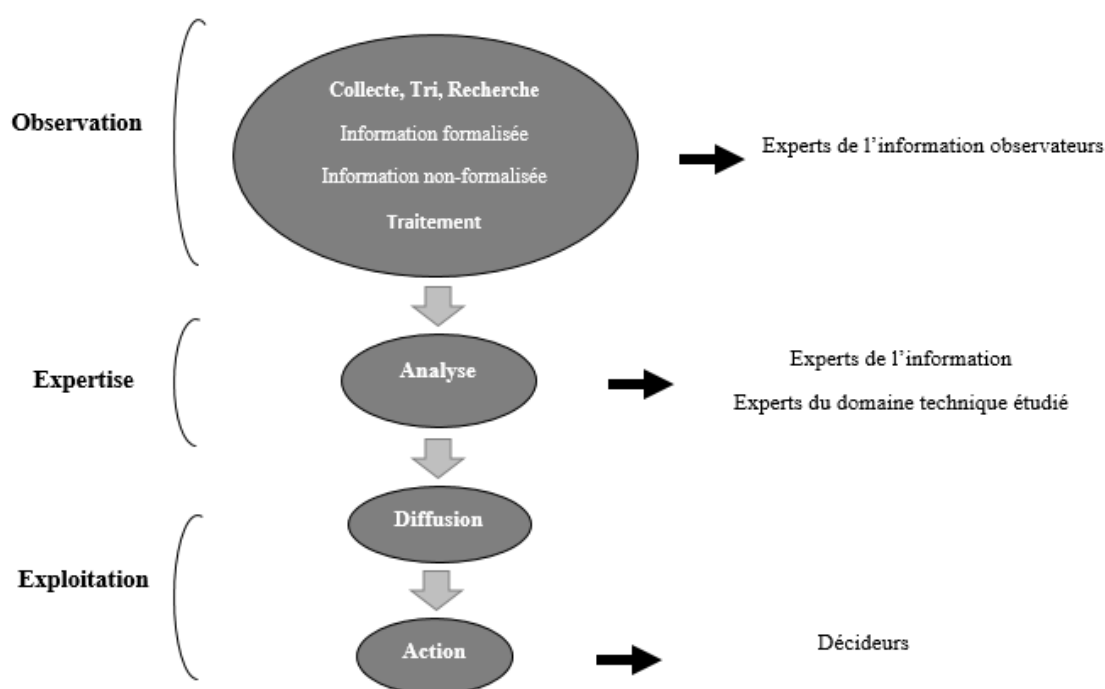 Observation
Collecte, Tri, Recherche
Information formalisée
Information non-formalisée
Traitement
Experts de l’information observateurs
Expertise
Analyse
Experts de l’information
Experts du domaine technique étudié
Exploitation
Diffusion
Action
Décideurs